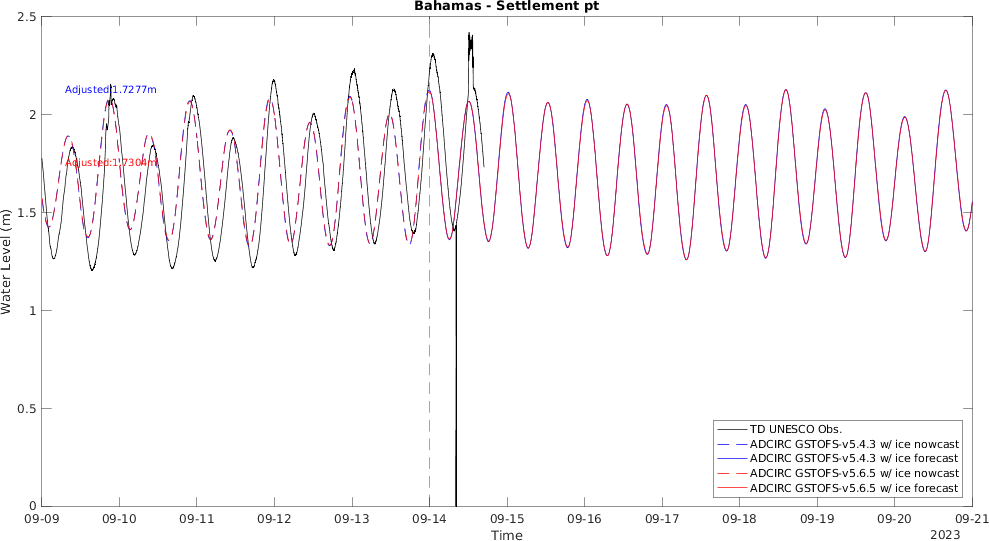 Bahamas - Settlement pt
2.5
2
1.5
1
0.5
0
Water Level (m)
Adjusted:1.7277m
Adjusted:1.7304m
TD UNESCO Obs.
ADCIRC GSTOFS-v5.4.3 w/ ice nowcast
ADCIRC GSTOFS-v5.4.3 w/ ice forecast
ADCIRC GSTOFS-v5.6.5 w/ ice nowcast
ADCIRC GSTOFS-v5.6.5 w/ ice forecast
09-09 09-10 09-11 09-12 09-13 09-14 09-15 09-16 09-17 09-18 09-19 09-20 09-21
Time
2023